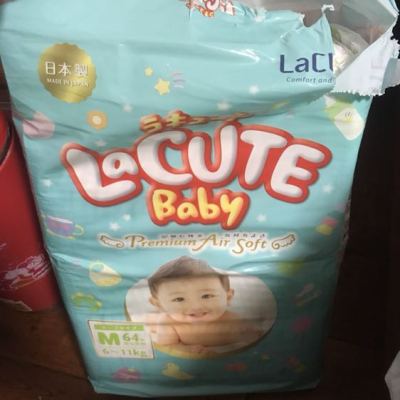 日本製
MADE IN JAPAN
LaCU
Comfort and
ラキュー
LaCUTE
Baby
Premium Air Soft
M 64
6~11kg